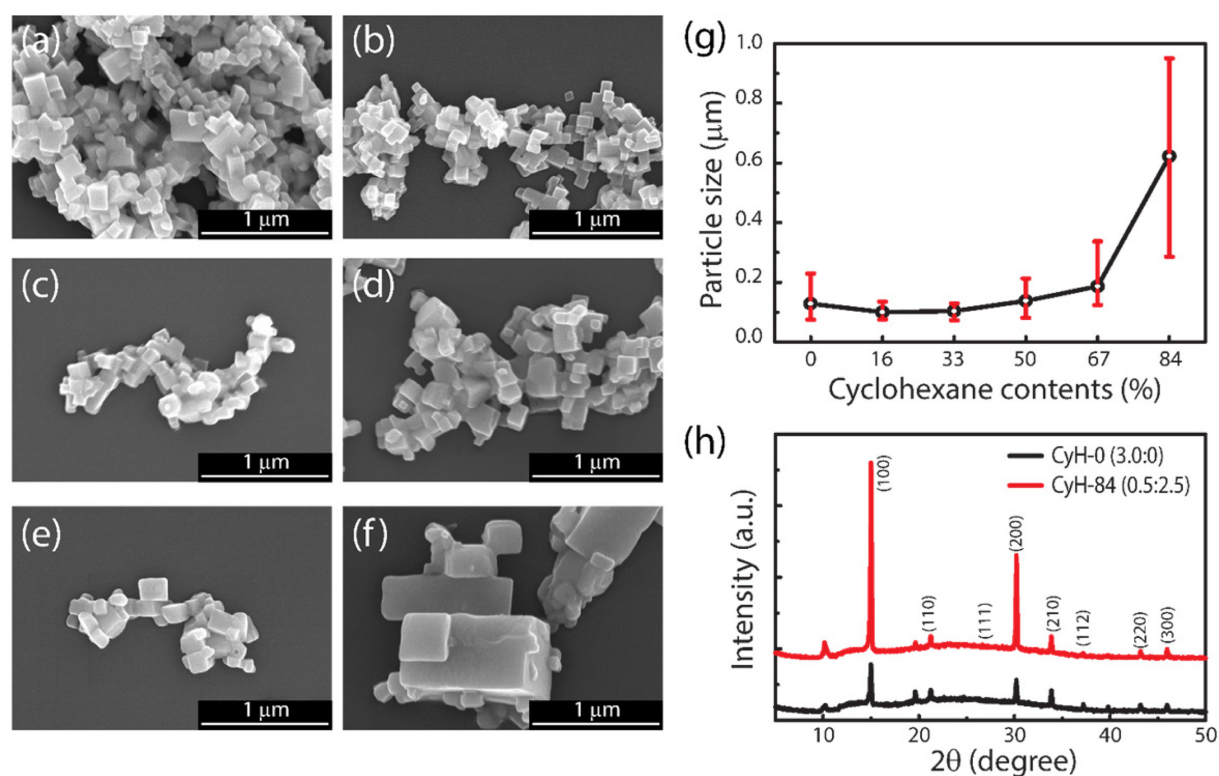 (a)
1 μm
(b)
1 μm
(c)
1 μm
(d)
1 μm
(e)
1 μm
(f)
1 μm
(g)
1.0
0.8
0.6
0.4
0.2
0.0
Particle size (μm)
0 16 33 50 67 84
Cyclohexane contents (%)
(h)
CyH-0 (3.0:0)
CyH-84 (0.5:2.5)
(100)
(110)
(111)
(200)
(210)
(112)
(220)
(300)
Intensity (a.u.)
10 20 30 40 50
2θ (degree)